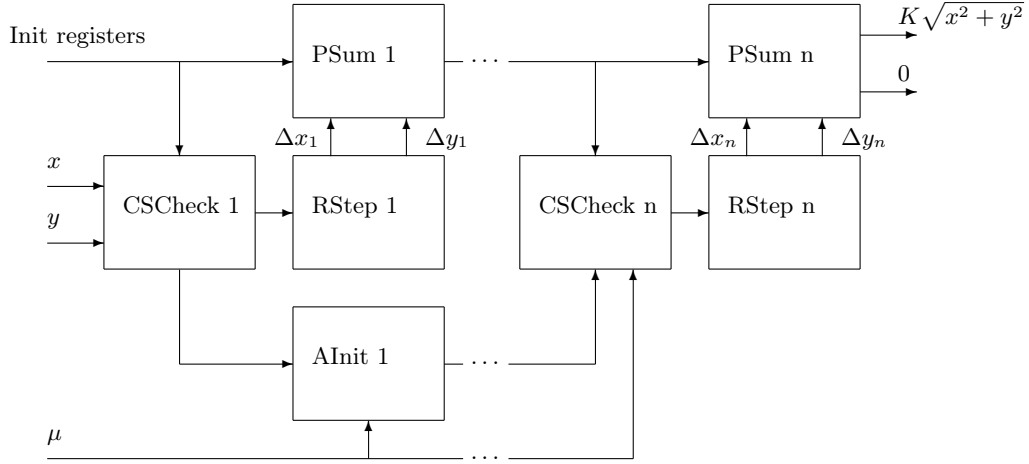 K√x² + y²
Init registers
PSum 1
···
PSum n
0
Δx₁
Δy₁
Δxₙ
Δyₙ
x
CSCheck 1
RStep 1
CSCheck n
RStep n
y
AInit 1
···
μ
···